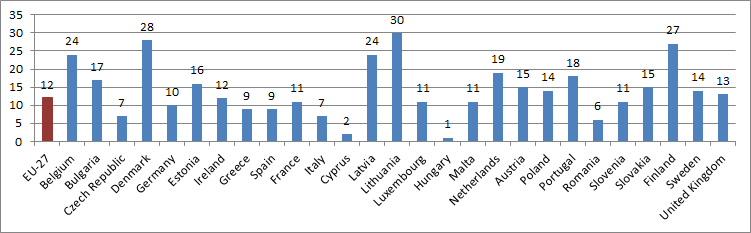 35
30
25
20
15
10
5
0
12
24
17
7
28
10
16
12
9
9
11
7
2
24
30
11
1
11
19
15
14
18
6
11
15
27
14
13
EU-27
Belgium
Bulgaria
Czech Republic
Denmark
Germany
Estonia
Ireland
Greece
Spain
France
Italy
Cyprus
Latvia
Lithuania
Luxembourg
Hungary
Malta
Netherlands
Austria
Poland
Portugal
Romania
Slovenia
Slovakia
Finland
Sweden
United Kingdom